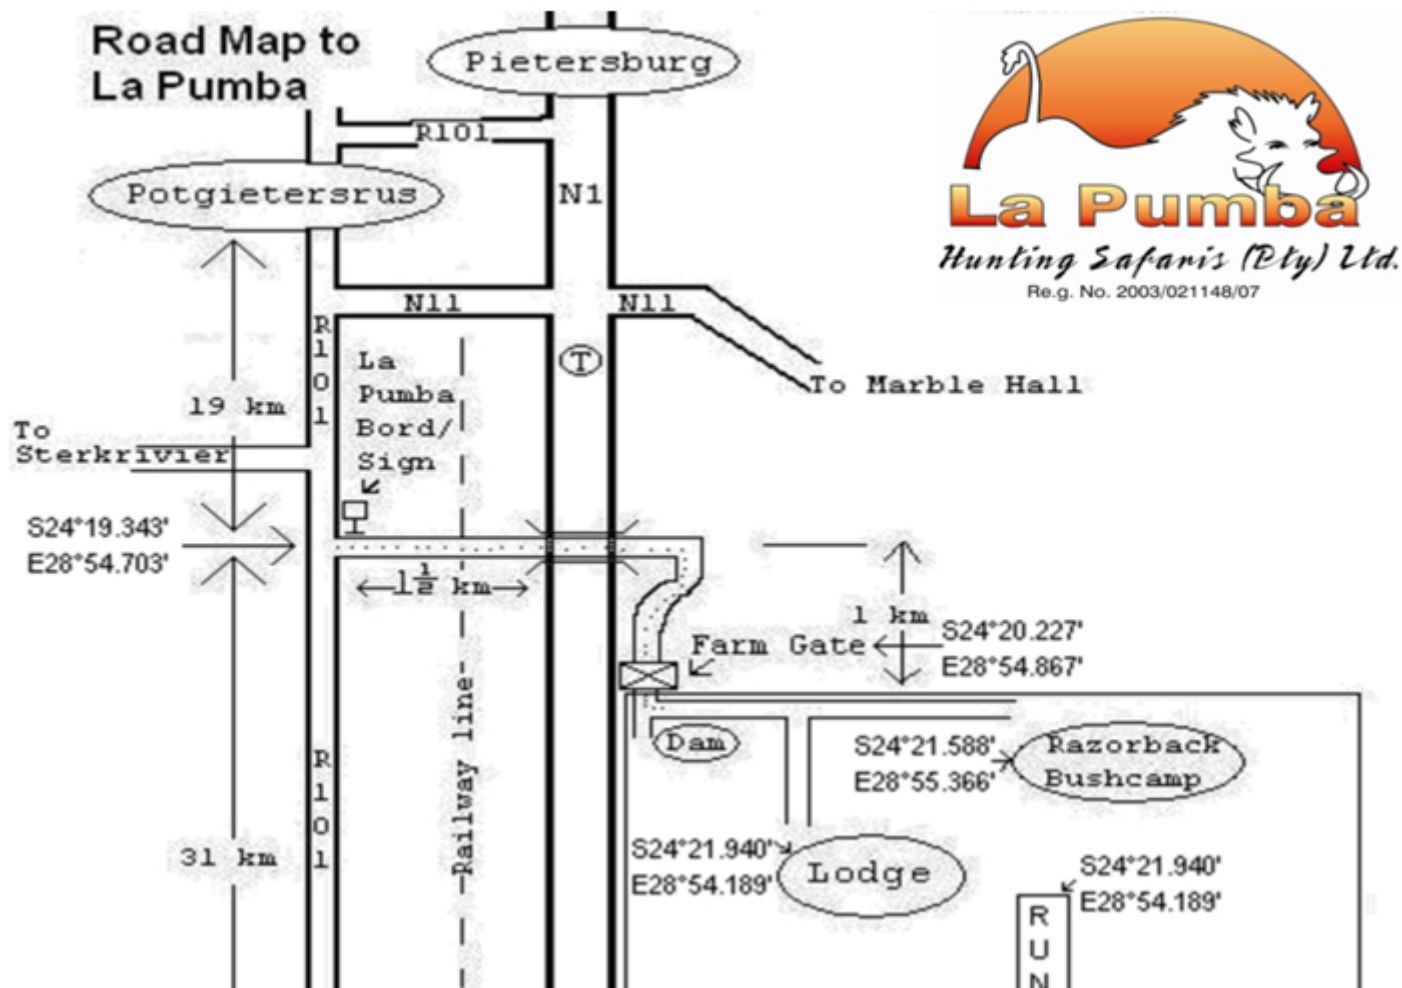 Road Map to
La Pumba
Pietersburg
R101
Potgietersrus
N1
La Pumba
Hunting Safaris (Pty) Ltd.
Re.g. No. 2003/021148/07
N11
N11
R101
La
Pumba
Bord/
Sign
T
To Marble Hall
19 km
To
Sterkrivier
S24°19.343'
E28°54.703'
1½ km
1 km
Farm Gate
S24°20.227'
E28°54.867'
Railway line
Dam
S24°21.588'
E28°55.366'
Razorback
Bushcamp
R101
31 km
S24°21.940'
E28°54.189'
Lodge
S24°21.940'
E28°54.189'
RUN